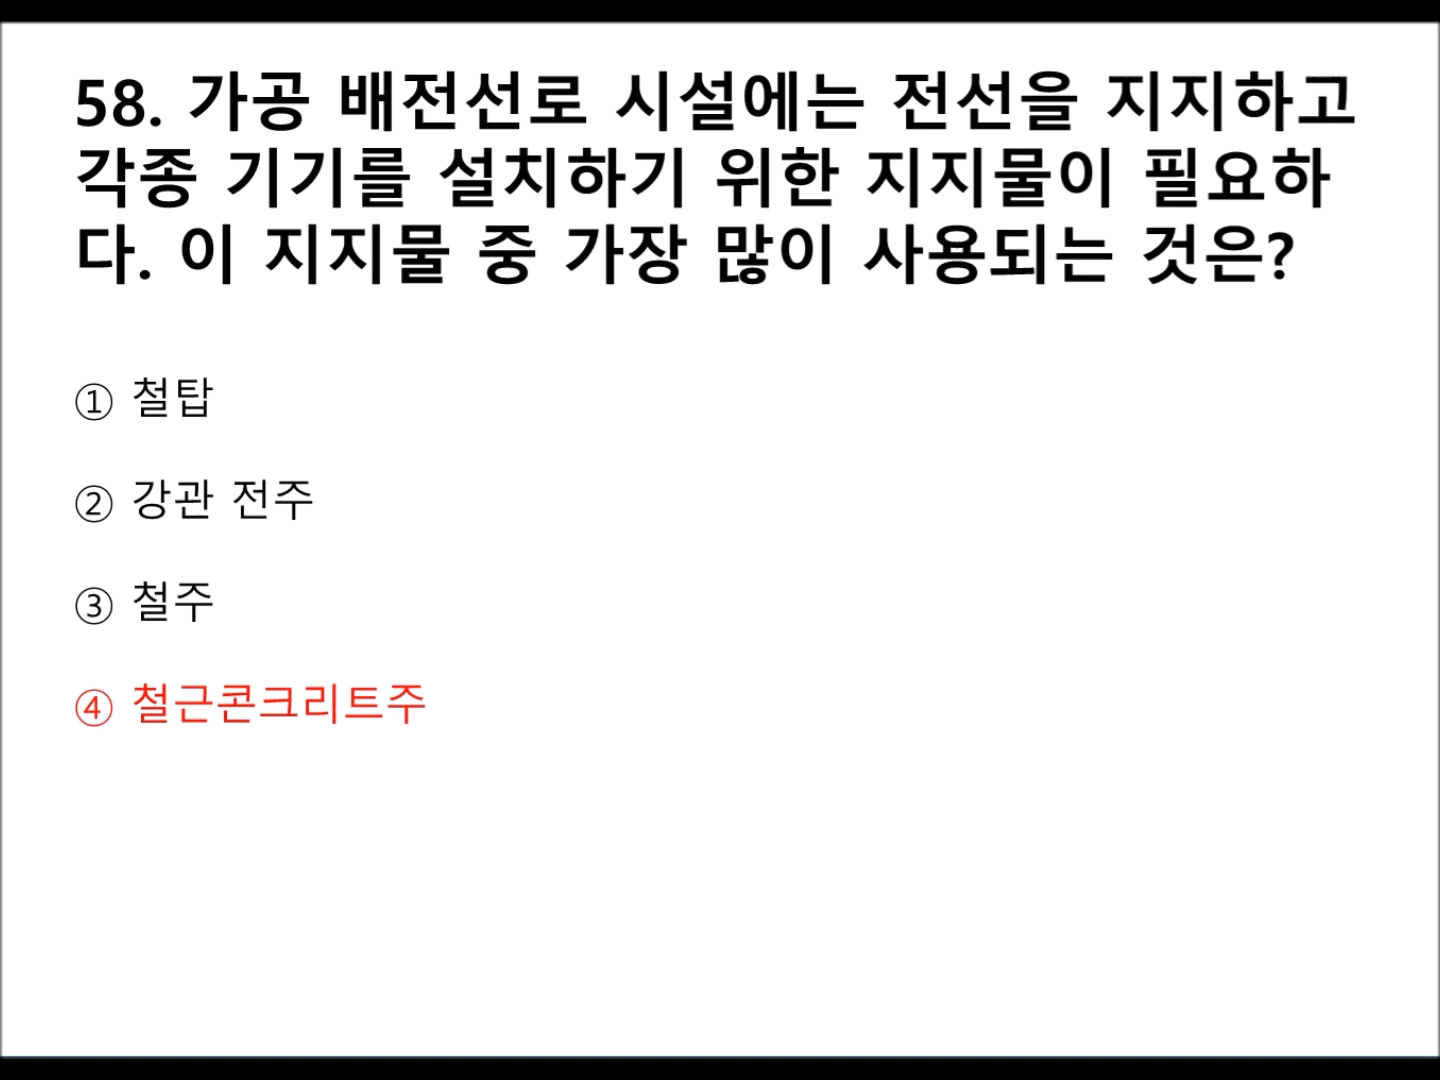 58. 가공 배전선로 시설에는 전선을 지지하고
각종 기기를 설치하기 위한 지지물이 필요하
다. 이 지지물 중 가장 많이 사용되는 것은?
① 철탑
② 강관 전주
③ 철주
④ 철근콘크리트주